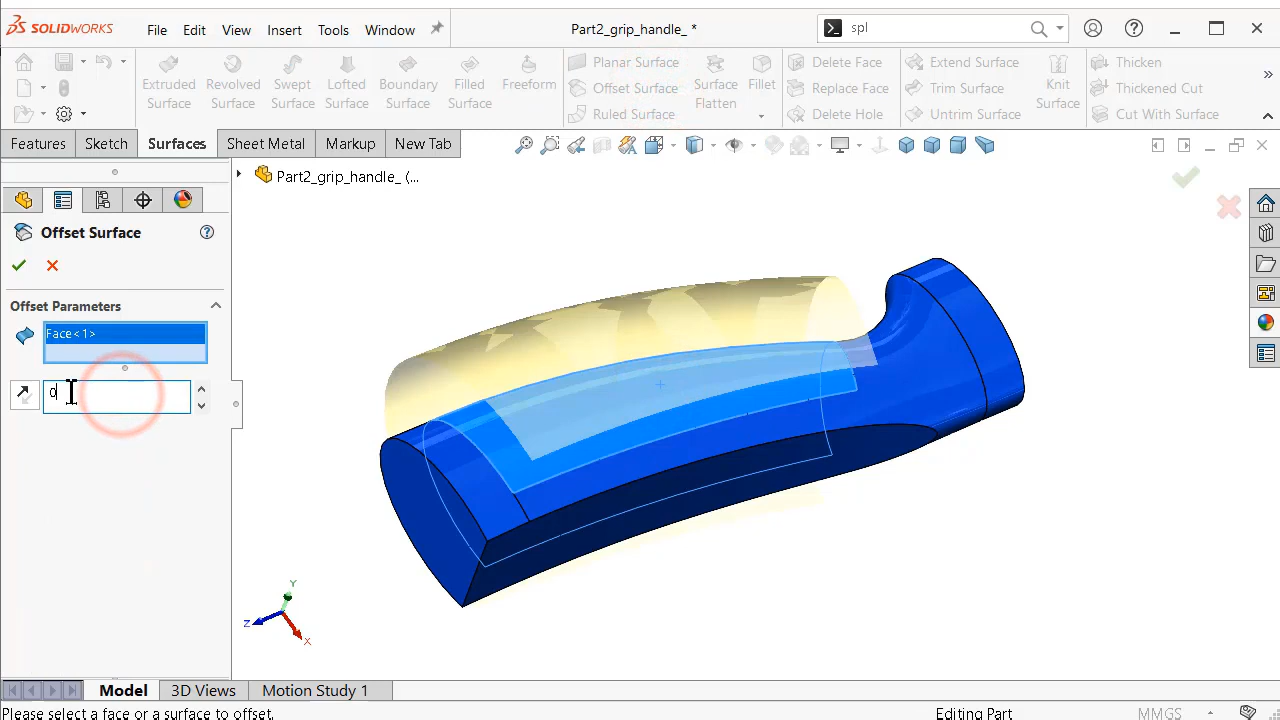 SOLIDWORKS File Edit View Insert Tools Window Part2_grip_handle_ * spl
Extruded Surface
Revolved Surface
Swept Surface
Lofted Surface
Boundary Surface
Filled Surface
Freeform
Planar Surface
Offset Surface
Ruled Surface
Surface Flatten
Fillet
Delete Face
Replace Face
Delete Hole
Extend Surface
Trim Surface
Untrim Surface
Knit Surface
Thicken
Thickened Cut
Cut With Surface
Features Sketch Surfaces Sheet Metal Markup New Tab
Part2_grip_handle_ (...
Offset Surface
Offset Parameters
Face<1>
0
Y
Z
X
Model 3D Views Motion Study 1
Please select a face or a surface to offset. Editing Part MMGS